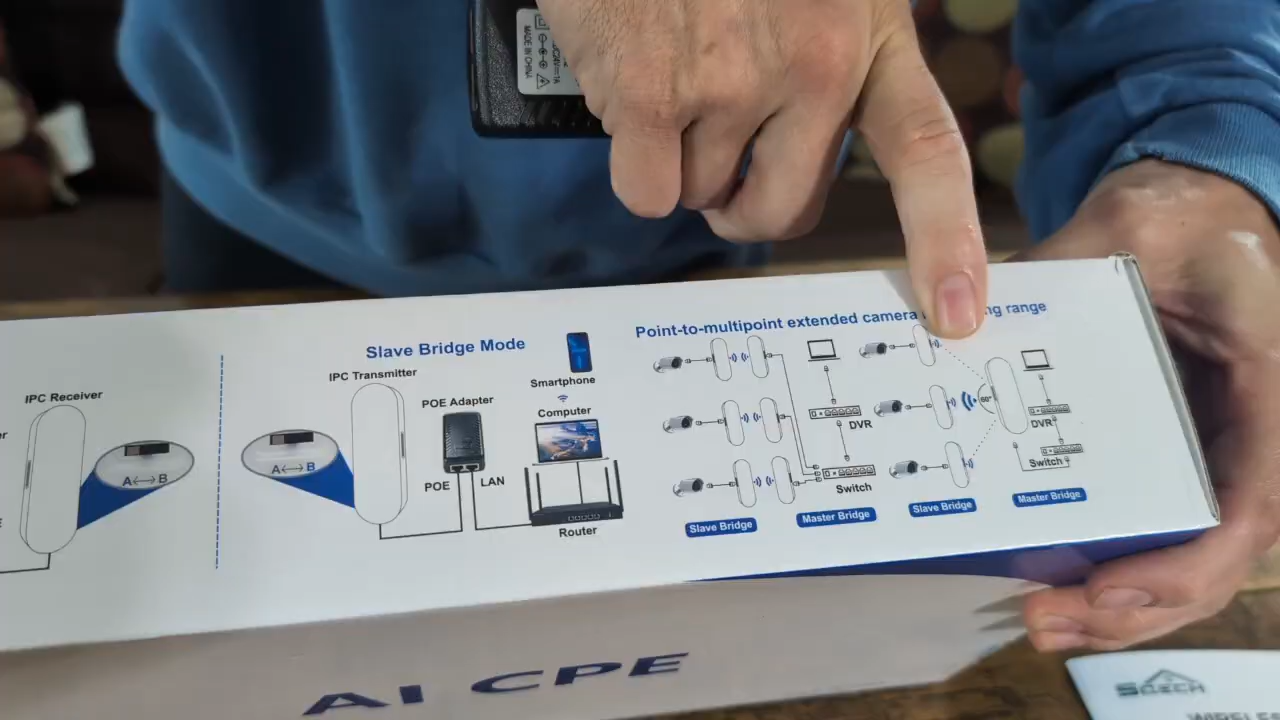 MADE IN CHINA
Slave Bridge Mode
Point-to-multipoint extended camera range
IPC Receiver
A↔B
IPC Transmitter
A↔B
POE Adapter
POE
LAN
Smartphone
Computer
Router
DVR
Switch
Slave Bridge
Master Bridge
60°
DVR
Switch
Slave Bridge
Master Bridge
AI CPE